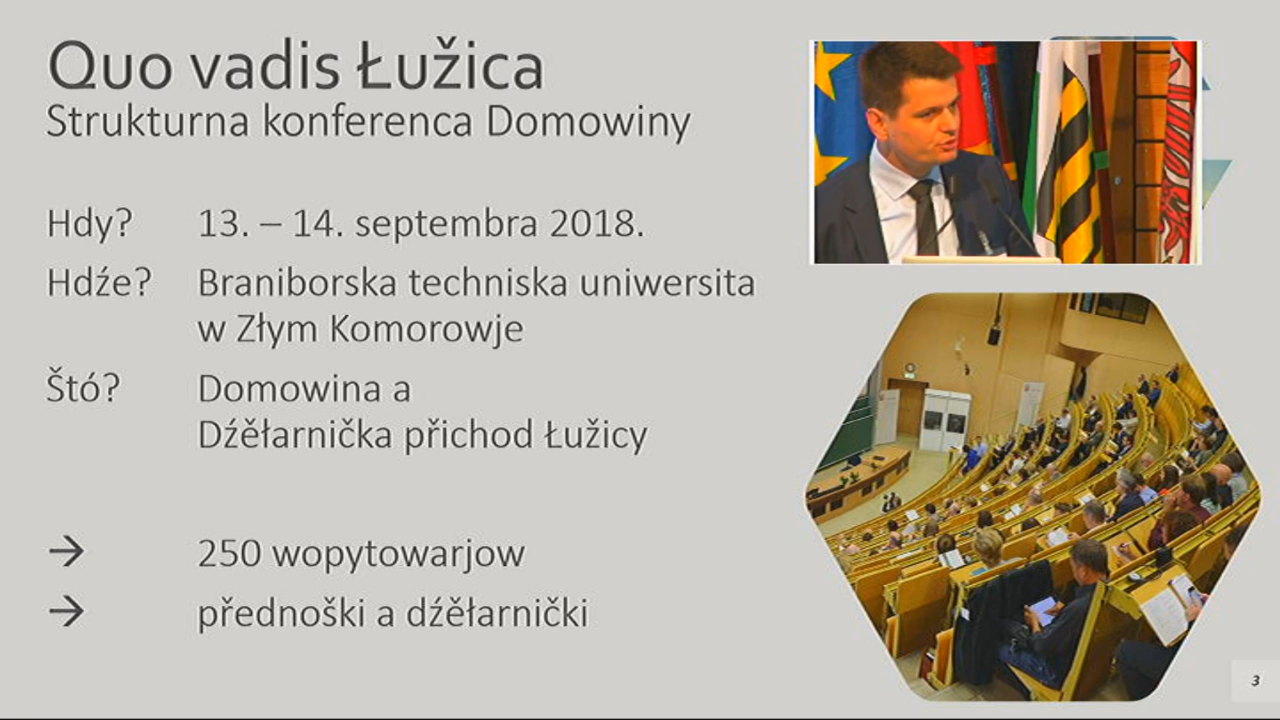 Quo vadis Łužica
Strukturna konferenca Domowiny
Hdy? 13. – 14. septembra 2018.
Hdźe? Braniborska techniska uniwersita
w Złym Komorowje
Štó? Domowina a
Dźěłarnička přichod Łužicy
→ 250 wopytowarjow
→ přednoški a dźěłarnički
3